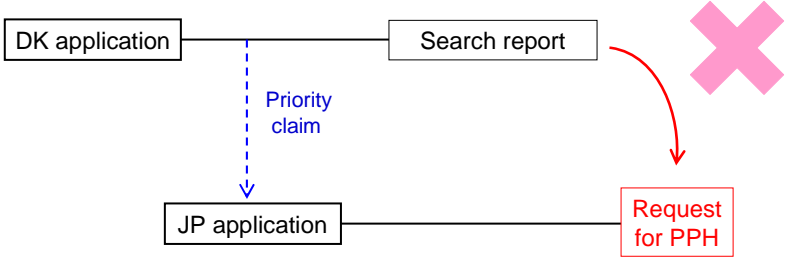 DK application
Search report
Priority
claim
JP application
Request
for PPH